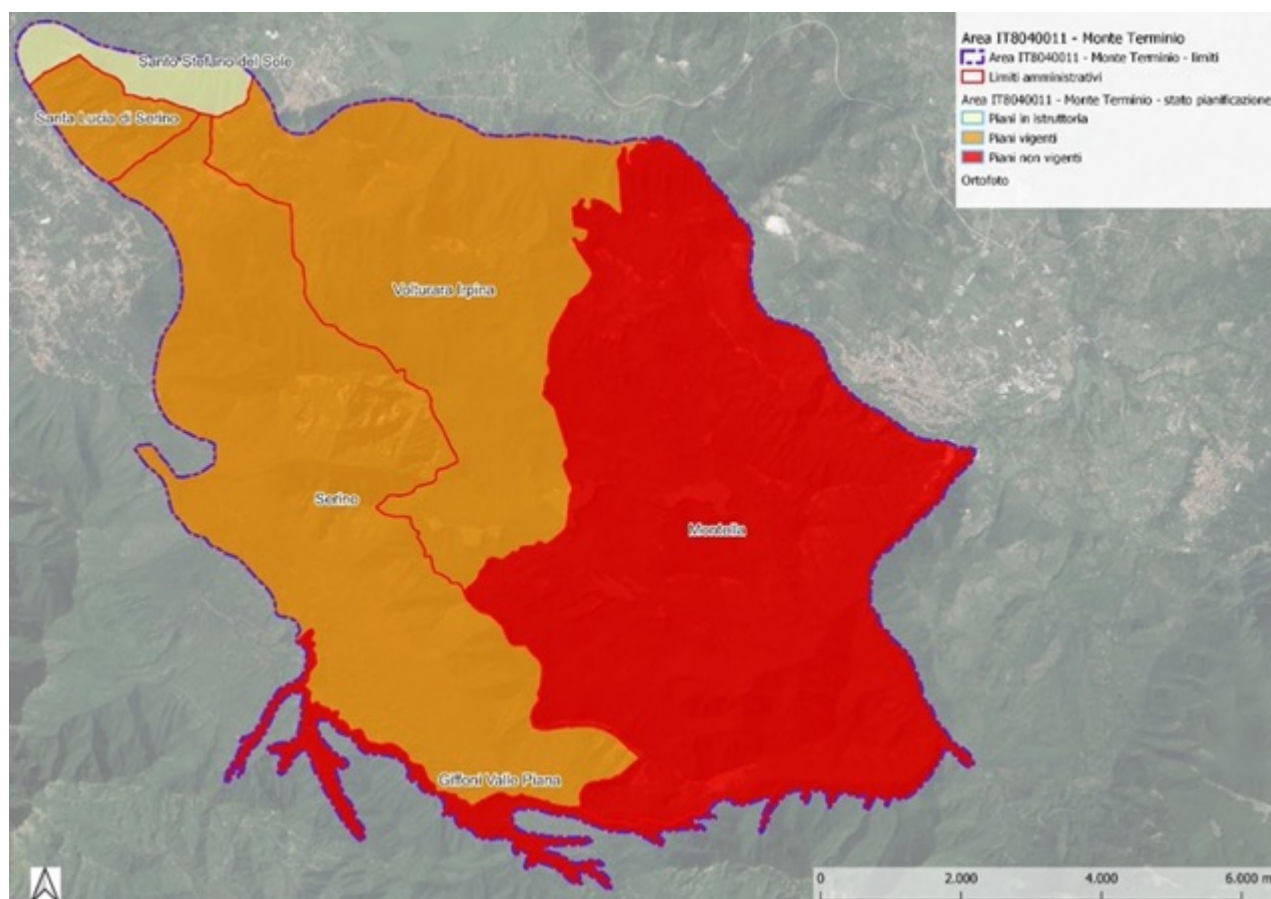 Santo Stefano del Sole
Santa Lucia di Serino
Volturara Irpina
Serino
Montella
Giffoni Valle Piana
Area IT8040011 - Monte Terminio
Area IT8040011 - Monte Terminio - limiti
Limiti amministrativi
Area IT8040011 - Monte Terminio - stato pianificazione
Piani in istruttoria
Piani vigenti
Piani non vigenti
Ortofoto
0 2.000 4.000 6.000 m